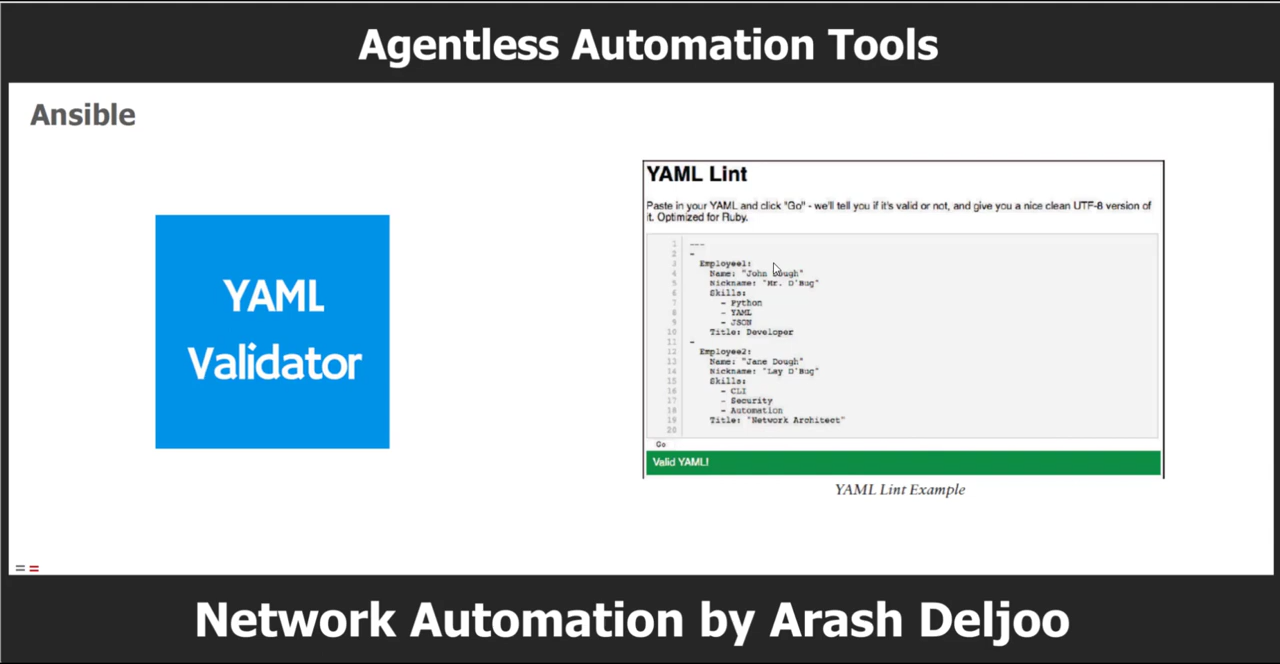 Agentless Automation Tools
Ansible
YAML
Validator
YAML Lint
Paste in your YAML and click "Go" - we'll tell you if it's valid or not, and give you a nice clean UTF-8 version of
it. Optimized for Ruby.
1 ---
2 -
3 Employee1:
4 Name: "John Dough"
5 Nickname: "Mr. D'Bug"
6 Skills:
7 - Python
8 - YAML
9 - JSON
10 Title: Developer
11 -
12 Employee2:
13 Name: "Jane Dough"
14 Nickname: "Lay D'Bug"
15 Skills:
16 - CLI
17 - Security
18 - Automation
19 Title: "Network Architect"
20
Go
Valid YAML!
YAML Lint Example
Network Automation by Arash Deljoo